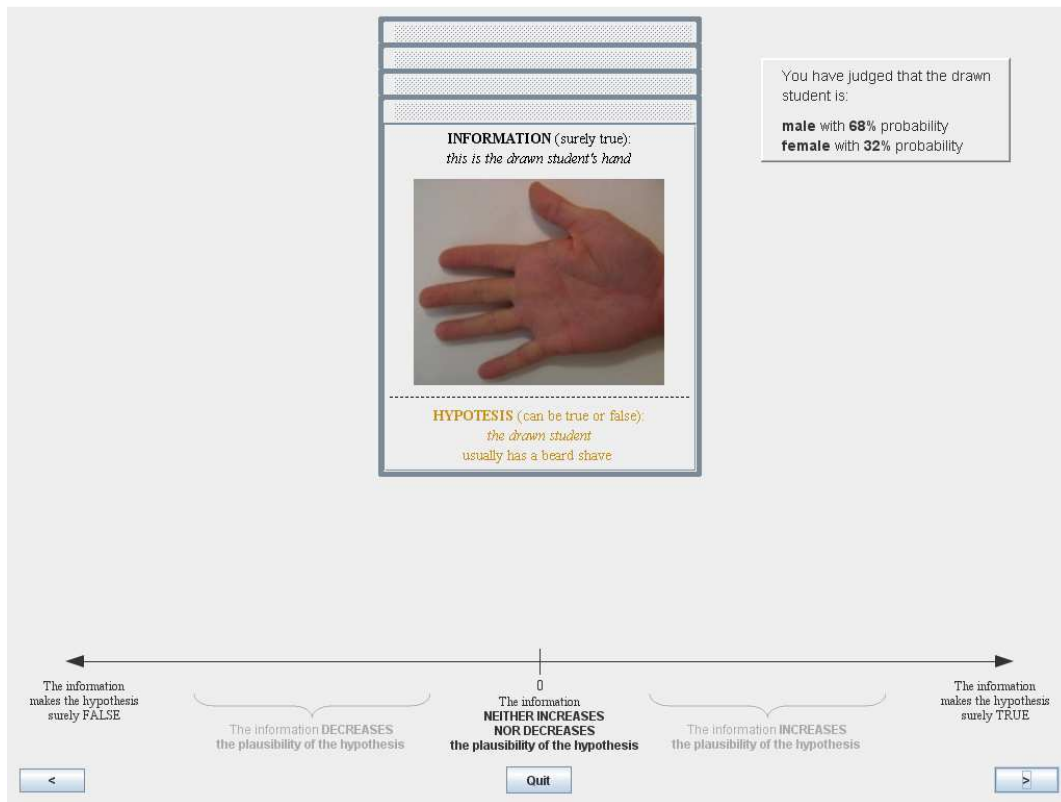 INFORMATION (surely true):
this is the drawn student's hand
HYPOTESIS (can be true or false):
the drawn student
usually has a beard shave
You have judged that the drawn
student is:
male with 68% probability
female with 32% probability
The information
makes the hypothesis
surely FALSE
The information DECREASES
the plausibility of the hypothesis
0
The information
NEITHER INCREASES
NOR DECREASES
the plausibility of the hypothesis
The information INCREASES
the plausibility of the hypothesis
The information
makes the hypothesis
surely TRUE
<
Quit
>